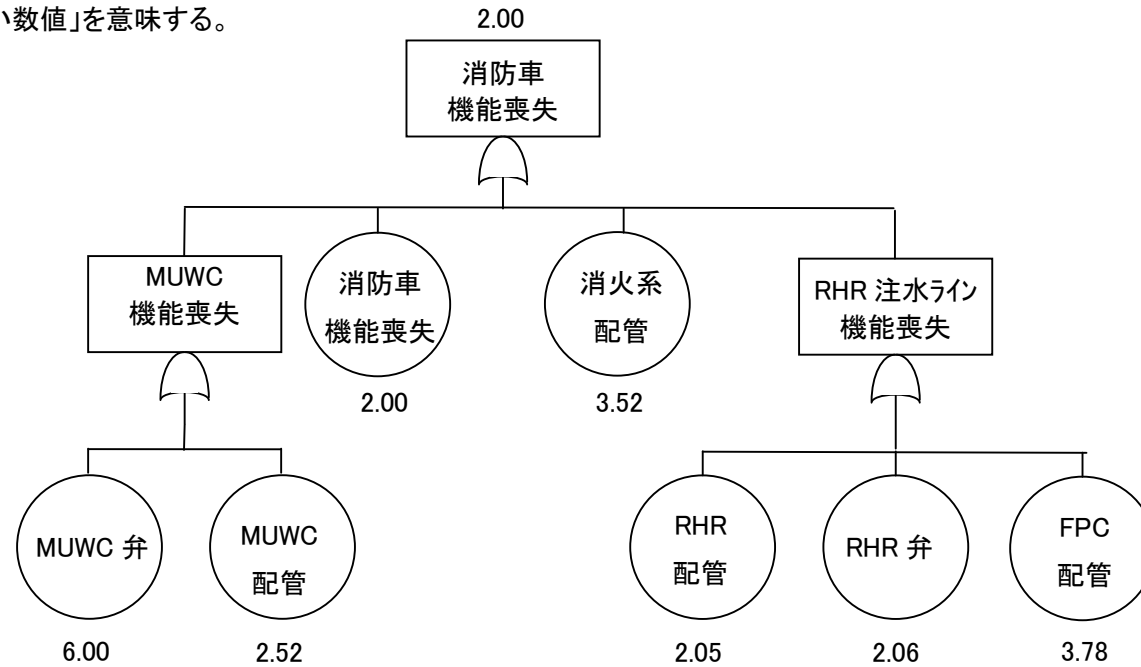 い数値」を意味する。
2.00
消防車
機能喪失
MUWC
機能喪失
消防車
機能喪失
2.00
消火系
配管
3.52
RHR 注水ライン
機能喪失
MUWC 弁
6.00
MUWC
配管
2.52
RHR
配管
2.05
RHR 弁
2.06
FPC
配管
3.78